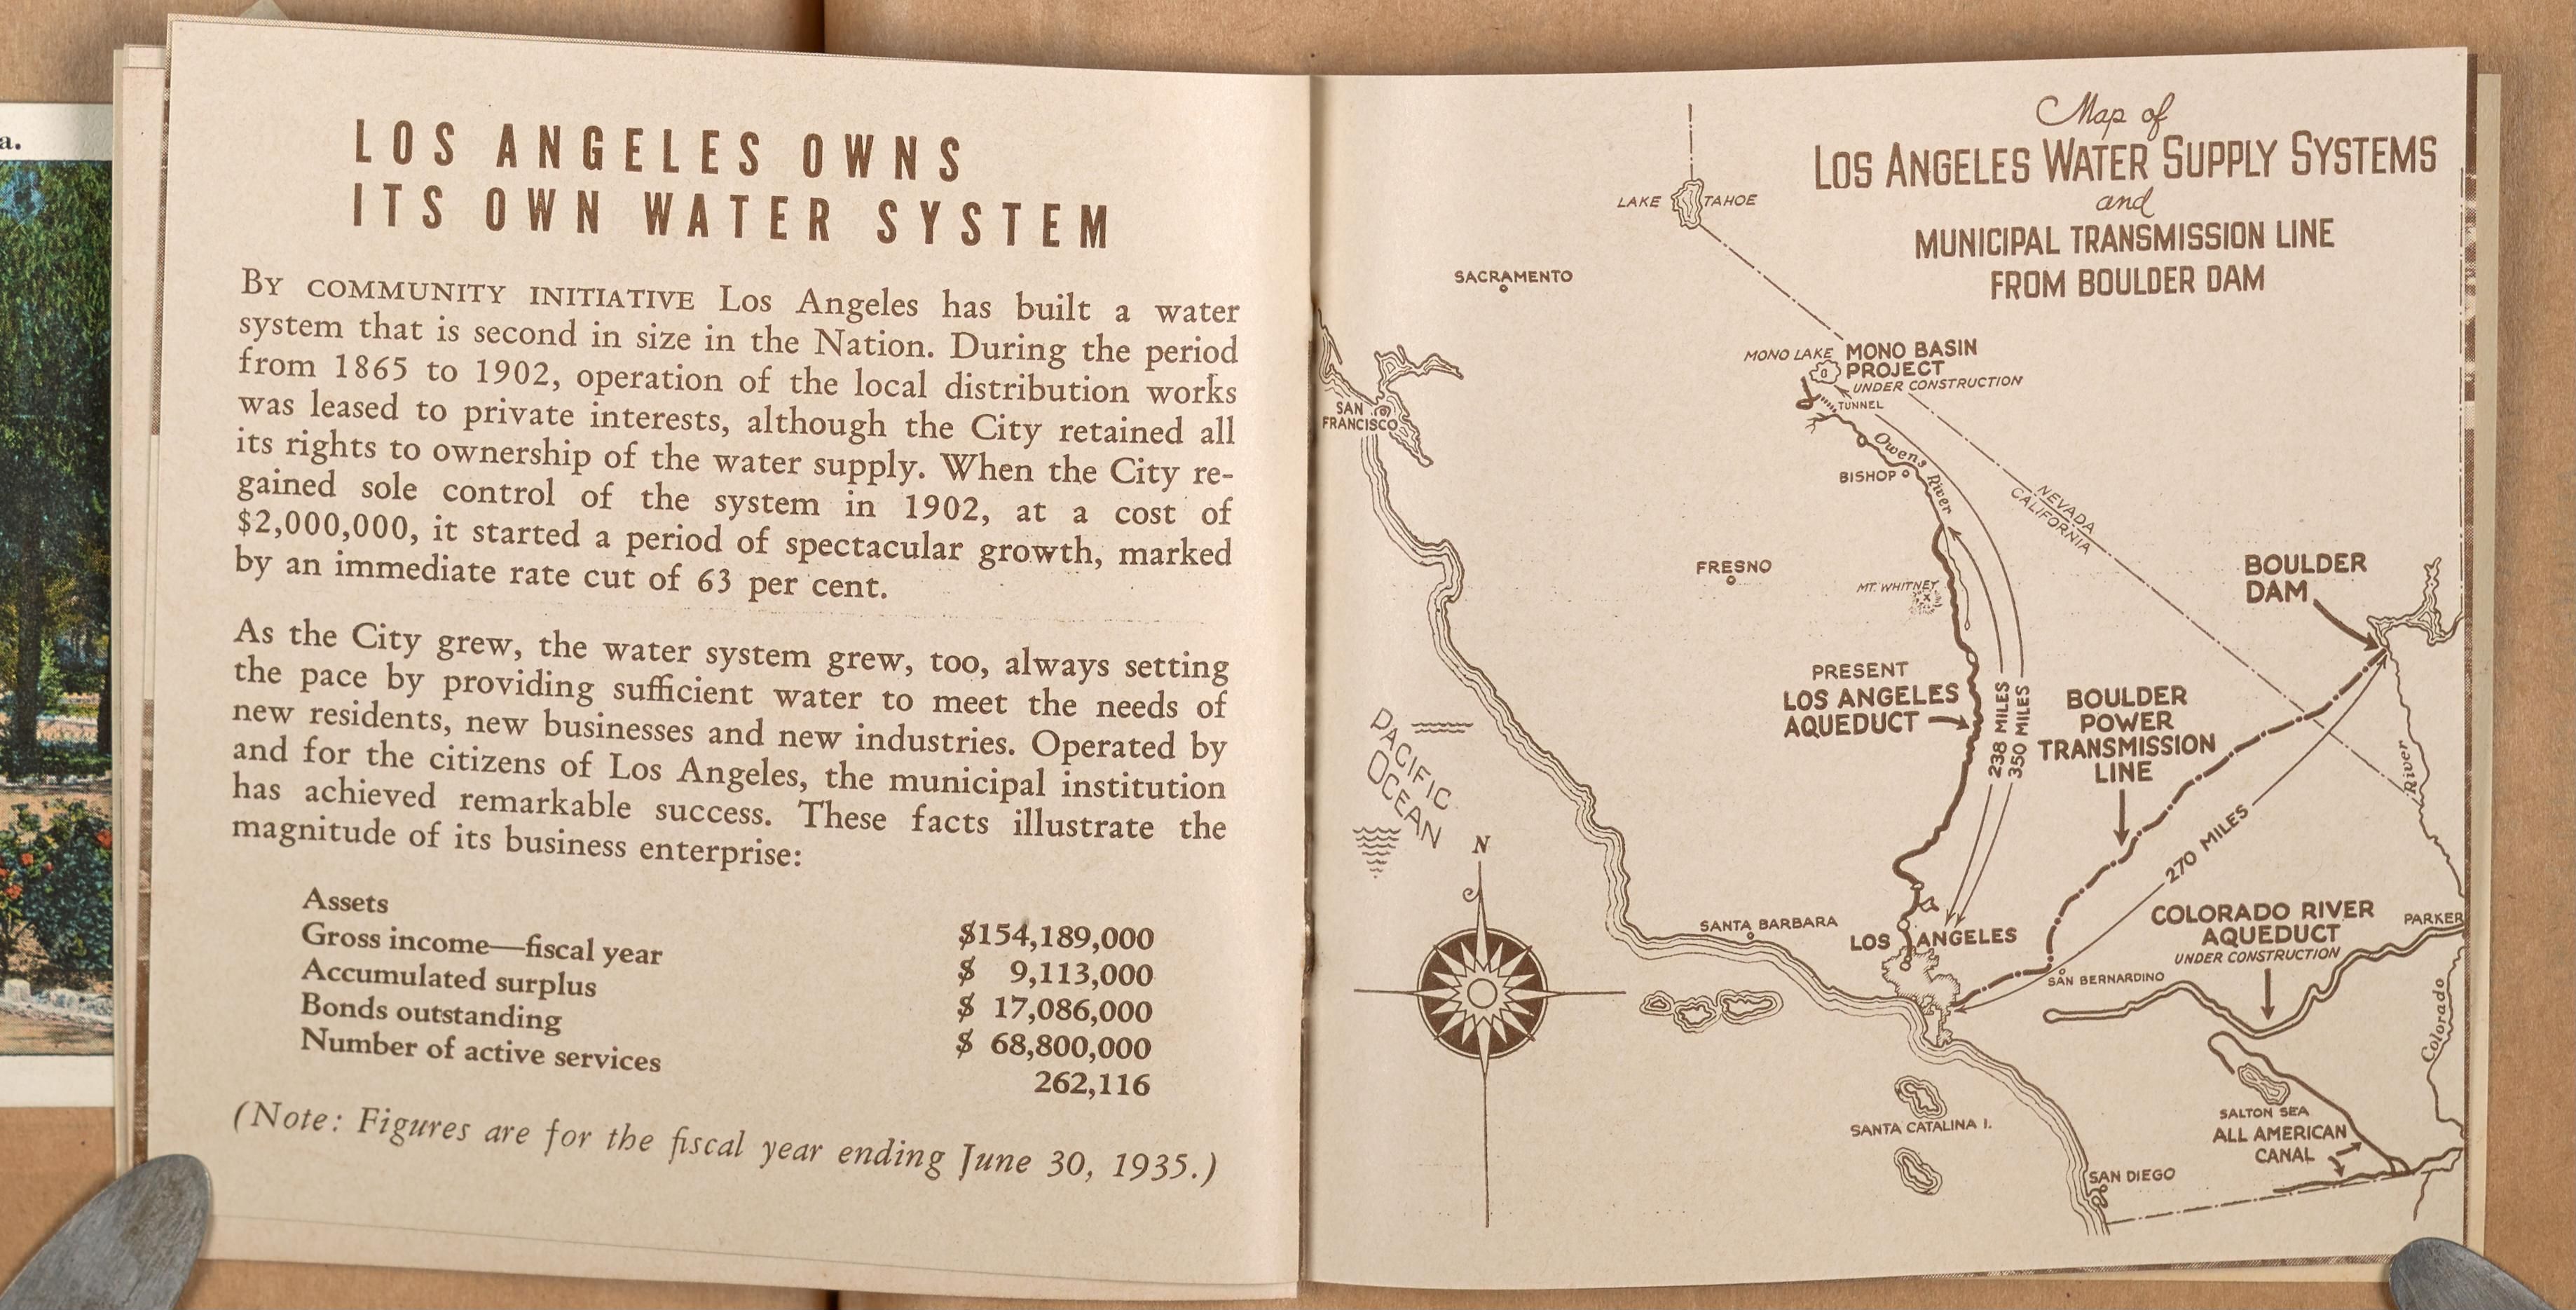 a.
LOS ANGELES OWNS
ITS OWN WATER SYSTEM
BY COMMUNITY INITIATIVE Los Angeles has built a water
system that is second in size in the Nation. During the period
from 1865 to 1902, operation of the local distribution works
was leased to private interests, although the City retained all
its rights to ownership of the water supply. When the City re-
gained sole control of the system in 1902, at a cost of
$2,000,000, it started a period of spectacular growth, marked
by an immediate rate cut of 63 per cent.
As the City grew, the water system grew, too, always setting
the pace by providing sufficient water to meet the needs of
new residents, new businesses and new industries. Operated by
and for the citizens of Los Angeles, the municipal institution
has achieved remarkable success. These facts illustrate the
magnitude of its business enterprise:
Assets $154,189,000
Gross income—fiscal year $ 9,113,000
Accumulated surplus $ 17,086,000
Bonds outstanding $ 68,800,000
Number of active services 262,116
(Note: Figures are for the fiscal year ending June 30, 1935.)
Map of
LOS ANGELES WATER SUPPLY SYSTEMS
and
MUNICIPAL TRANSMISSION LINE
FROM BOULDER DAM
LAKE TAHOE
SACRAMENTO
MONO LAKE
MONO BASIN
PROJECT
UNDER CONSTRUCTION
TUNNEL
SAN
FRANCISCO
Owens River
BISHOP
NEVADA
CALIFORNIA
FRESNO
MT. WHITNEY
BOULDER
DAM
PRESENT
LOS ANGELES
AQUEDUCT
238 MILES
350 MILES
BOULDER
POWER
TRANSMISSION
LINE
PACIFIC
OCEAN
River
270 MILES
N
SANTA BARBARA
LOS ANGELES
COLORADO RIVER
AQUEDUCT
UNDER CONSTRUCTION
PARKER
SAN BERNARDINO
Colorado
SALTON SEA
ALL AMERICAN
CANAL
SANTA CATALINA I.
SAN DIEGO